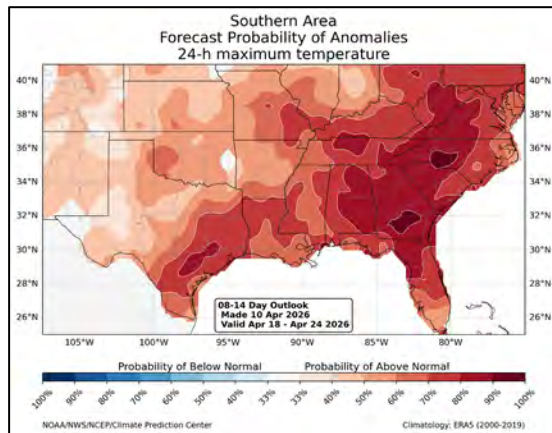 Southern Area
Forecast Probability of Anomalies
24-h maximum temperature
40°N
38°N
36°N
34°N
32°N
30°N
28°N
26°N
40°N
38°N
36°N
34°N
32°N
30°N
28°N
26°N
08-14 Day Outlook
Made 10 Apr 2026
Valid Apr 18 - Apr 24 2026
105°W 100°W 95°W 90°W 85°W 80°W
Probability of Below Normal Probability of Above Normal
100% 90% 80% 70% 60% 50% 40% 33% 33% 40% 50% 60% 70% 80% 90% 100%
NOAA/NWS/NCEP/Climate Prediction Center Climatology: ERA5 (2000-2019)